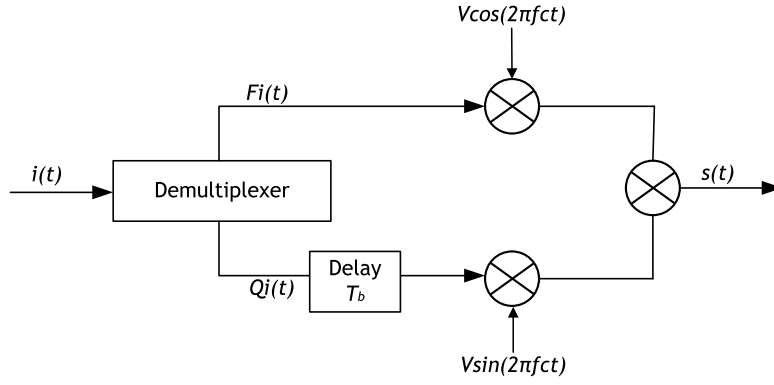 Vcos(2πfct)
Fi(t)
i(t)
Demultiplexer
s(t)
Qi(t)
Delay
Tb
Vsin(2πfct)